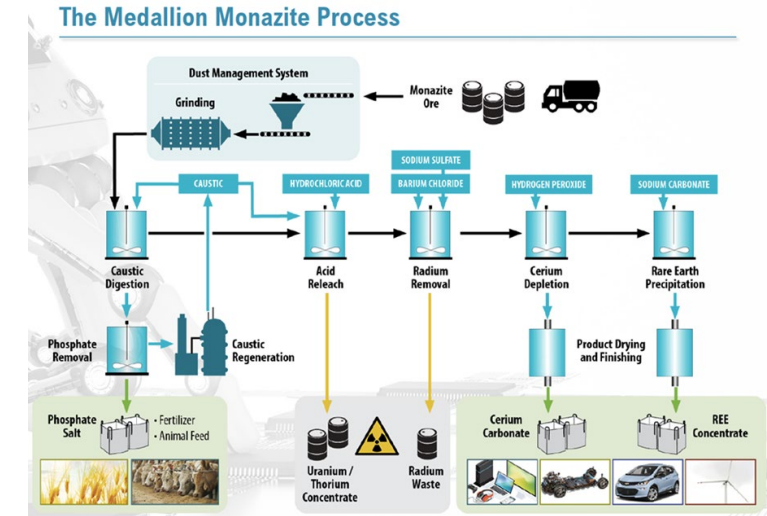 The Medallion Monazite Process
Dust Management System
Grinding
Monazite
Ore
SODIUM SULFATE
CAUSTIC
HYDROCHLORIC ACID
BARIUM CHLORIDE
HYDROGEN PEROXIDE
SODIUM CARBONATE
Caustic
Digestion
Acid
Releach
Radium
Removal
Cerium
Depletion
Rare Earth
Precipitation
Phosphate
Removal
Caustic
Regeneration
Product Drying
and Finishing
Phosphate
Salt
• Fertilizer
• Animal Feed
Uranium /
Thorium
Concentrate
Radium
Waste
Cerium
Carbonate
REE
Concentrate